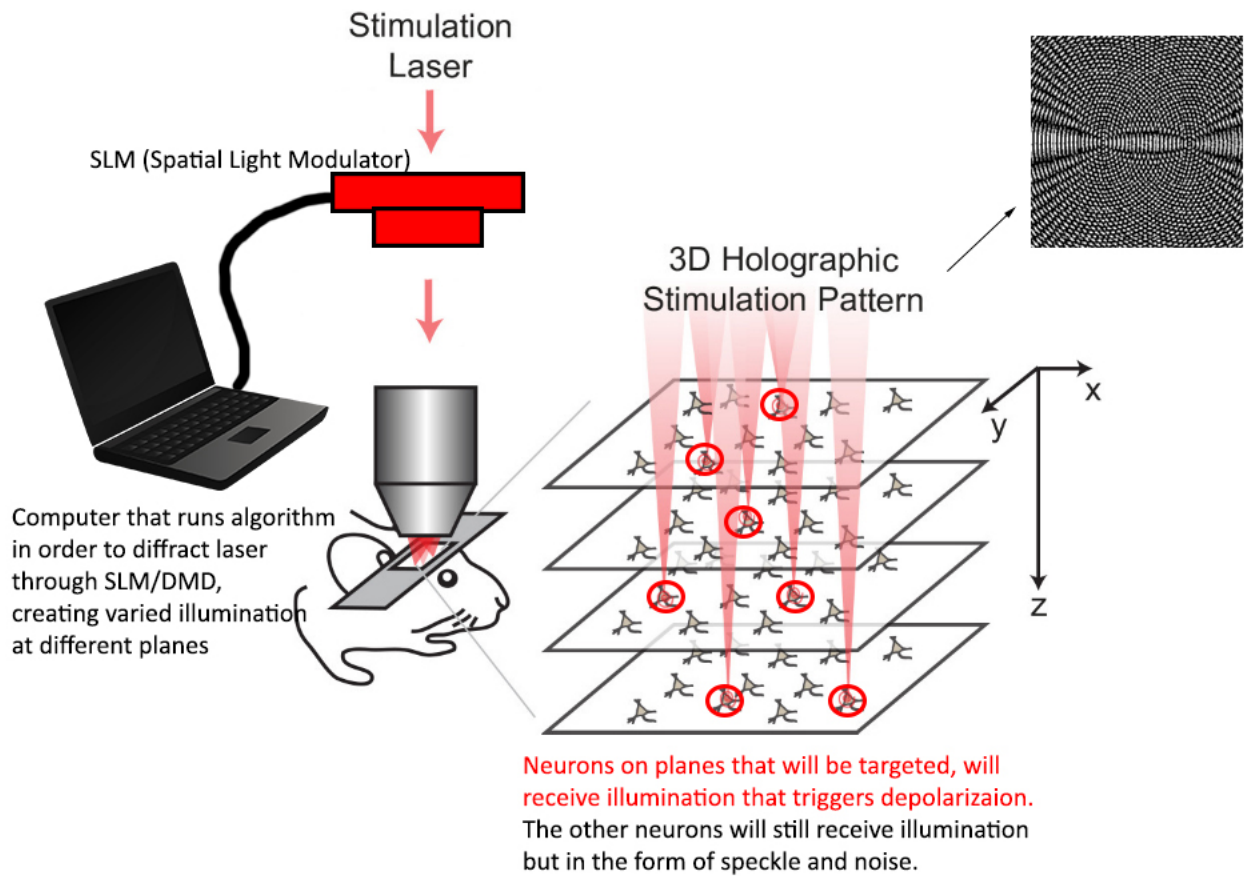 Stimulation
Laser
SLM (Spatial Light Modulator)
3D Holographic
Stimulation Pattern
x
y
z
Computer that runs algorithm
in order to diffract laser
through SLM/DMD,
creating varied illumination
at different planes
Neurons on planes that will be targeted, will
receive illumination that triggers depolarizaion.
The other neurons will still receive illumination
but in the form of speckle and noise.